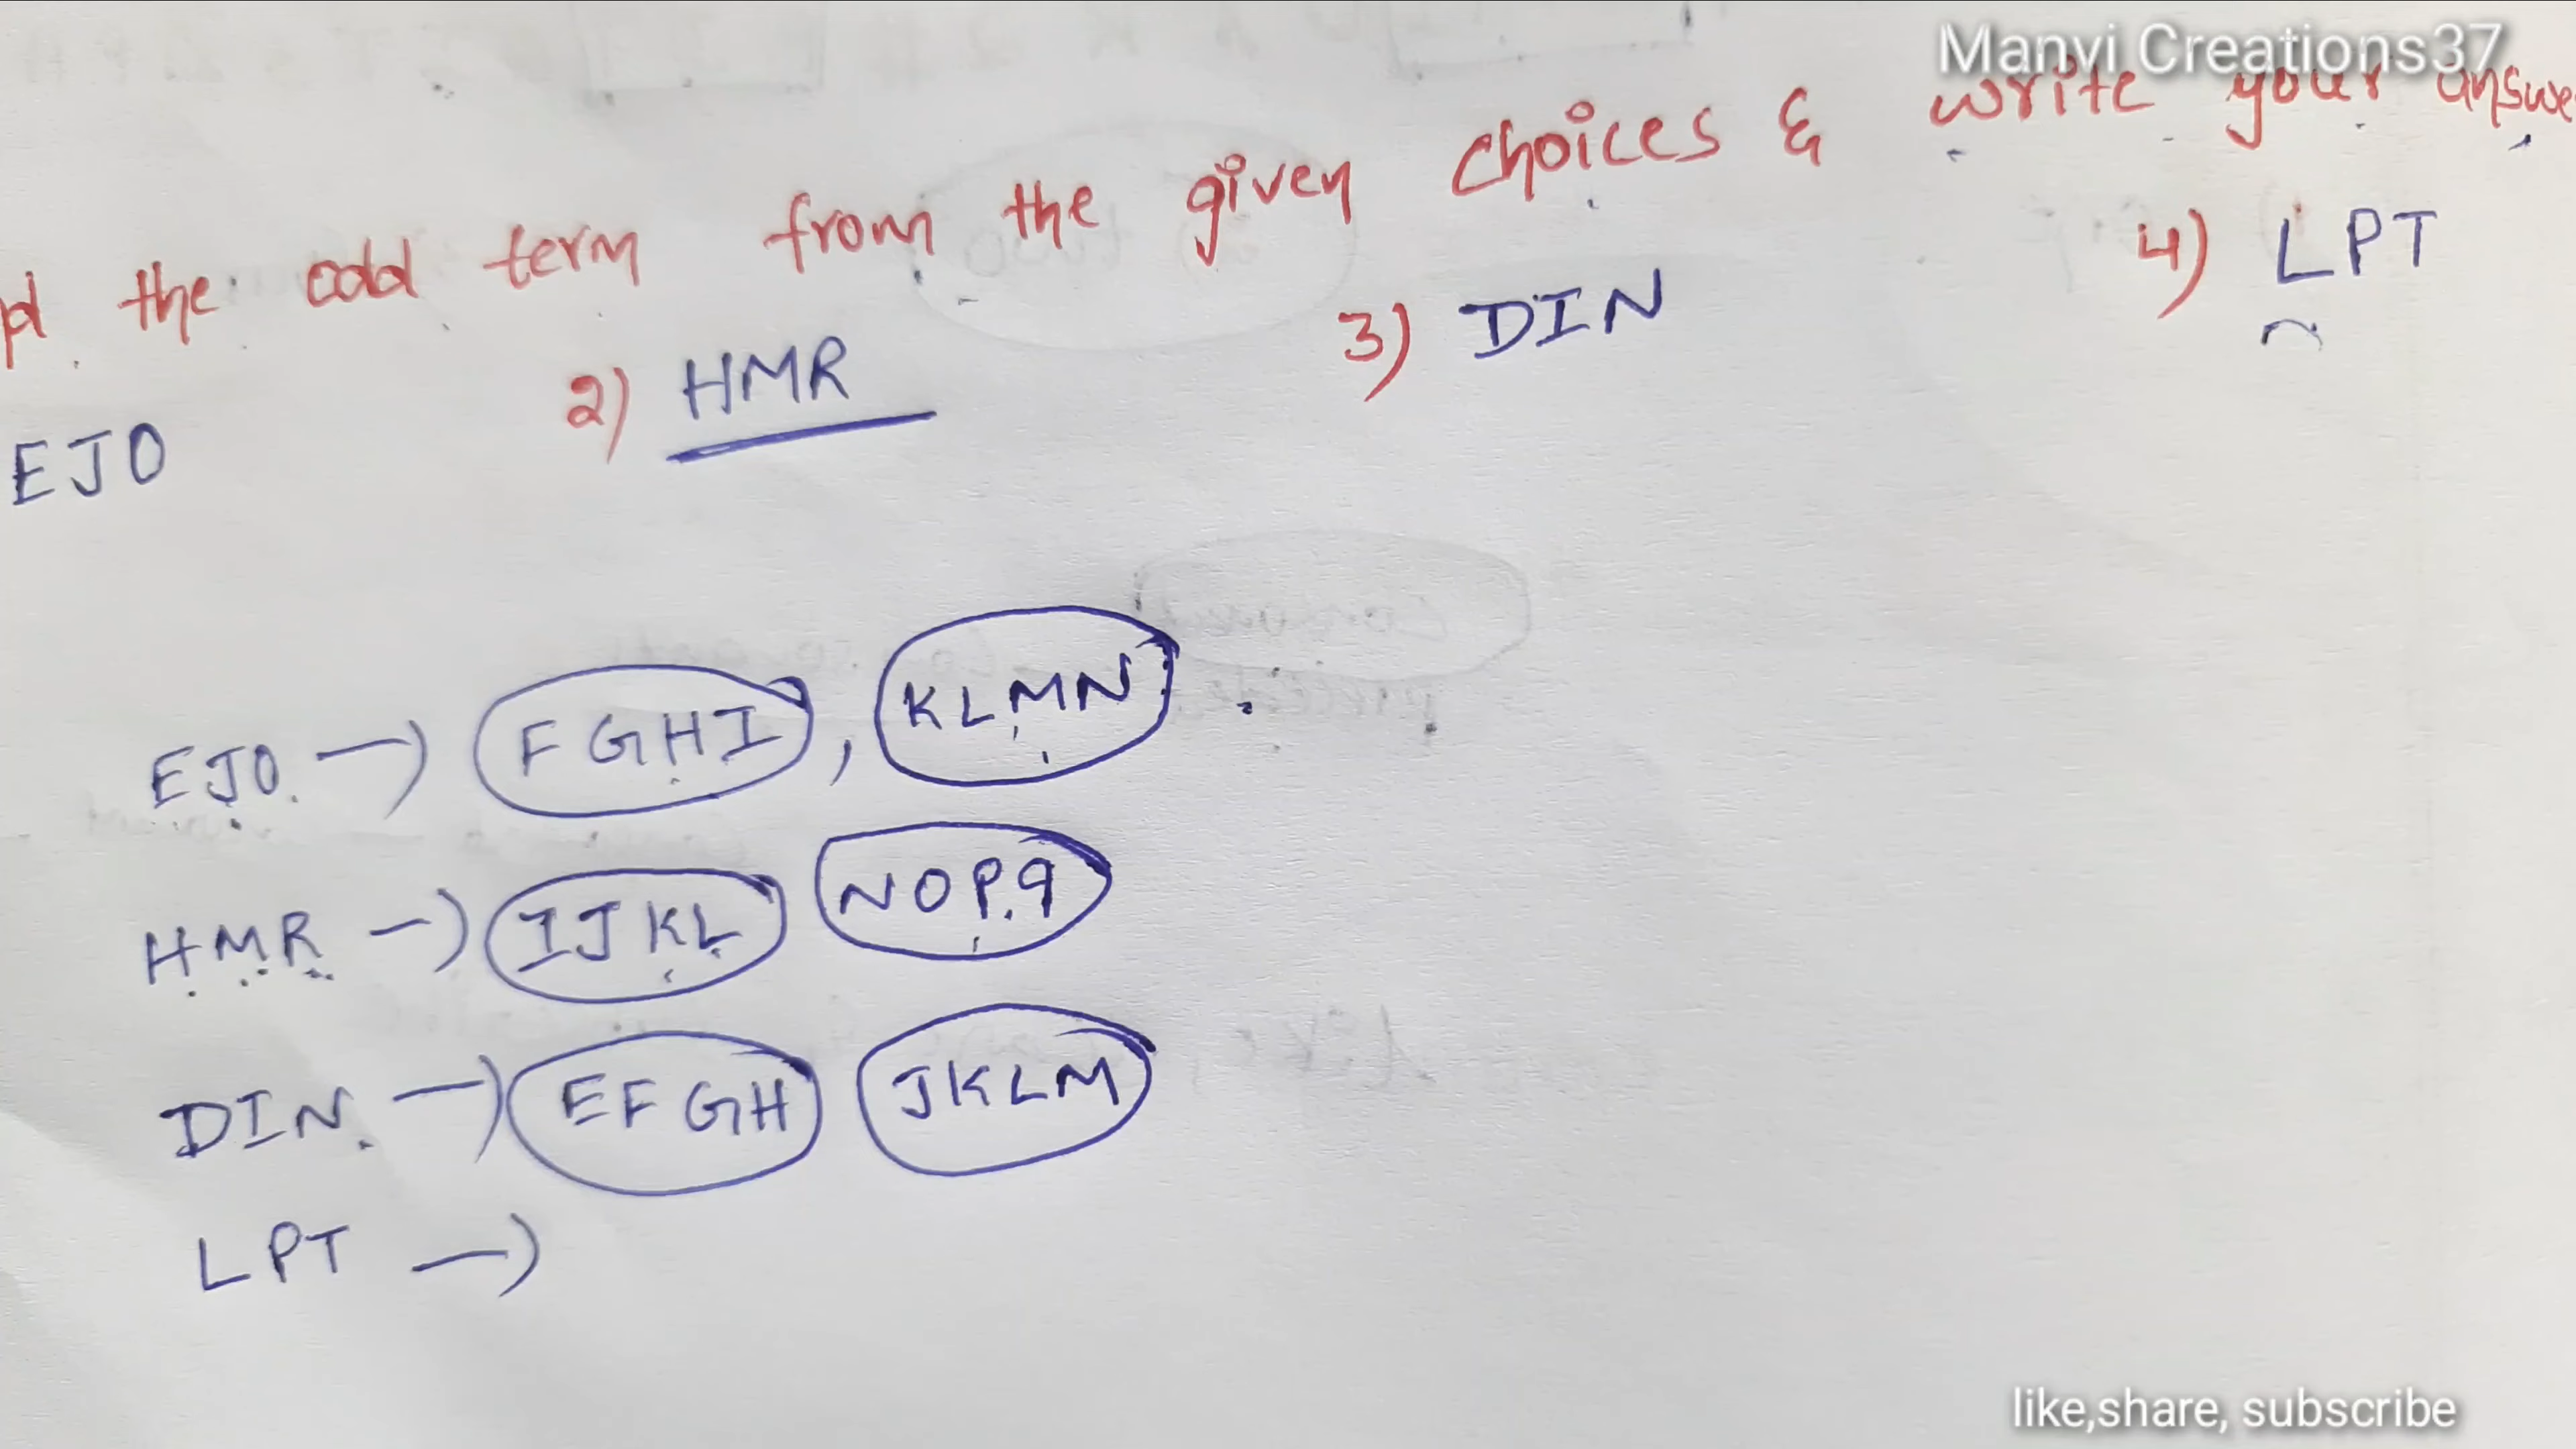 Manvi Creations37
the odd term from the given choices & write your answe
EJO 2) HMR 3) DIN 4) LPT
EJO. → FGHI, KLMN.
HMR → IJKL NOPQ
DIN. → EFGH JKLM
LPT →
like,share, subscribe